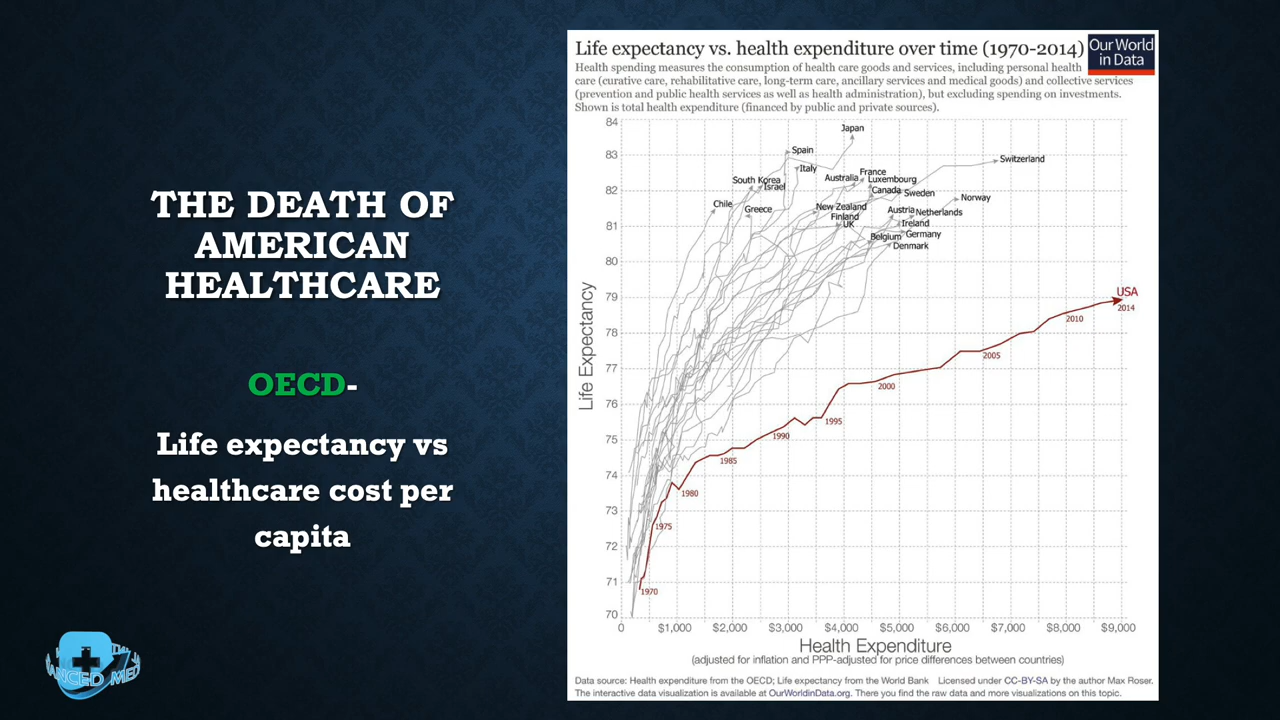 THE DEATH OF
AMERICAN
HEALTHCARE
OECD-
Life expectancy vs
healthcare cost per
capita
Life expectancy vs. health expenditure over time (1970-2014)
Our World
in Data
Health spending measures the consumption of health care goods and services, including personal health
care (curative care, rehabilitative care, long-term care, ancillary services and medical goods) and collective services
(prevention and public health services as well as health administration), but excluding spending on investments.
Shown is total health expenditure (financed by public and private sources).
84
83
82
81
80
79
78
77
76
75
74
73
72
71
70
Life Expectancy
Japan
Spain
Switzerland
Italy
France
Australia
Luxembourg
South Korea
Israel
Canada
Sweden
Norway
Chile
Greece
New Zealand
Austria
Netherlands
Finland
UK
Ireland
Belgium
Germany
Denmark
USA
2014
2010
2005
2000
1995
1990
1985
1980
1975
1970
0
$1,000
$2,000
$3,000
$4,000
$5,000
$6,000
$7,000
$8,000
$9,000
Health Expenditure
(adjusted for inflation and PPP-adjusted for price differences between countries)
Data source: Health expenditure from the OECD; Life expectancy from the World Bank Licensed under CC-BY-SA by the author Max Roser.
The interactive data visualization is available at OurWorldinData.org. There you find the raw data and more visualizations on this topic.